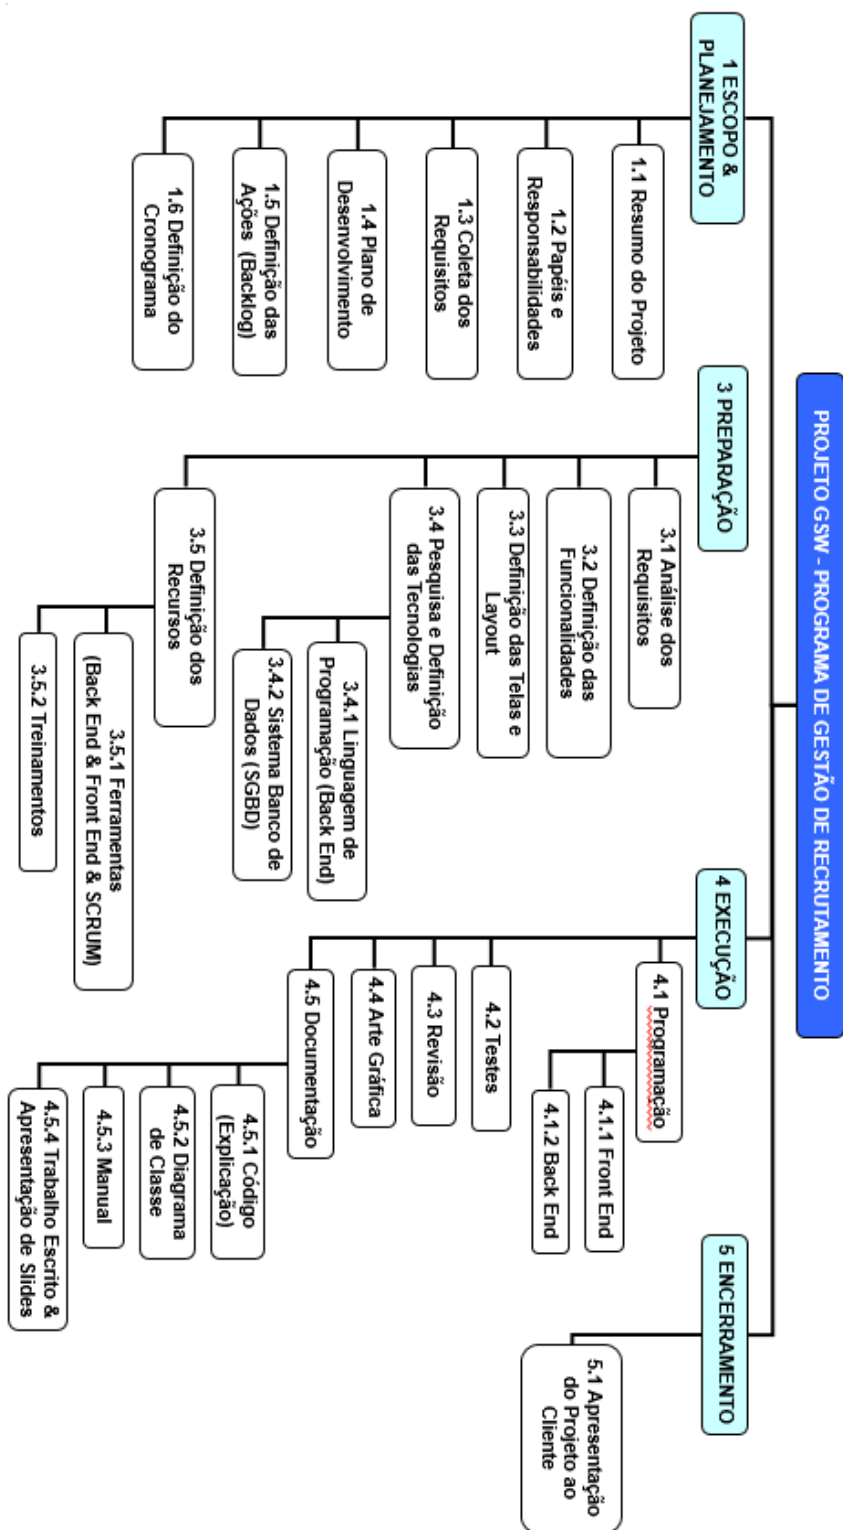 PROJETO GSW - PROGRAMA DE GESTÃO DE RECRUTAMENTO
1 ESCOPO &
PLANEJAMENTO
1.1 Resumo do Projeto
1.2 Papéis e
Responsabilidades
1.3 Coleta dos
Requisitos
1.4 Plano de
Desenvolvimento
1.5 Definição das
Ações (Backlog)
1.6 Definição do
Cronograma
3 PREPARAÇÃO
3.1 Análise dos
Requisitos
3.2 Definição das
Funcionalidades
3.3 Definição das Telas e
Layout
3.4 Pesquisa e Definição
das Tecnologias
3.4.1 Linguagem de
Programação (Back End)
3.4.2 Sistema Banco de
Dados (SGBD)
3.5 Definição dos
Recursos
3.5.1 Ferramentas
(Back End & Front End & SCRUM)
3.5.2 Treinamentos
4 EXECUÇÃO
4.1 Programação
4.1.1 Front End
4.1.2 Back End
4.2 Testes
4.3 Revisão
4.4 Arte Gráfica
4.5 Documentação
4.5.1 Código
(Explicação)
4.5.2 Diagrama
de Classe
4.5.3 Manual
4.5.4 Trabalho Escrito &
Apresentação de Slides
5 ENCERRAMENTO
5.1 Apresentação
do Projeto ao
Cliente